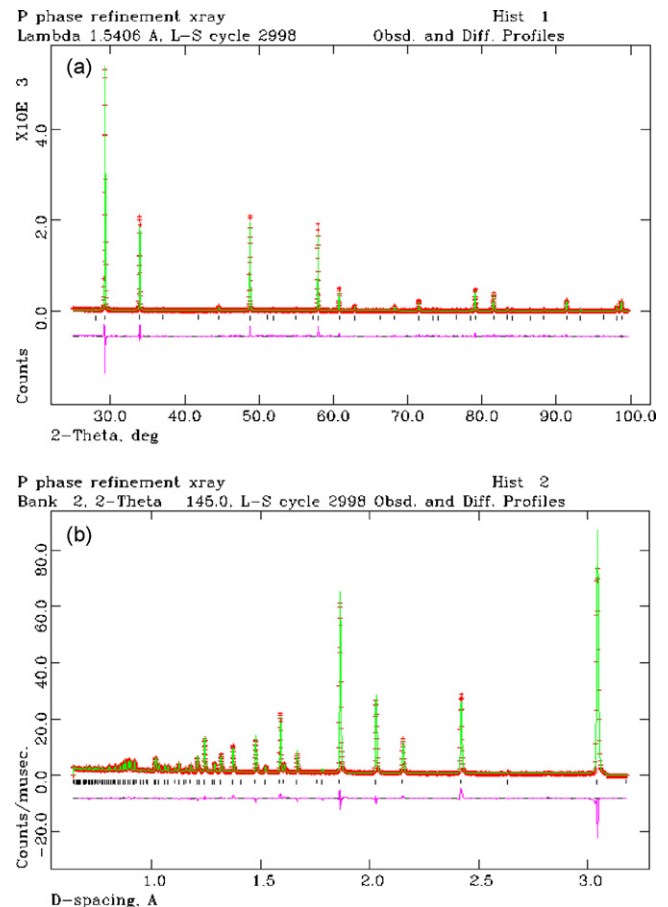 P phase refinement xray Hist 1
Lambda 1.5406 A, L-S cycle 2998 Obsd. and Diff. Profiles
(a)
X10E 3
4.0
2.0
0.0
Counts
30.0 40.0 50.0 60.0 70.0 80.0 90.0 100.0
2-Theta, deg
P phase refinement xray Hist 2
Bank 2, 2-Theta 145.0, L-S cycle 2998 Obsd. and Diff. Profiles
(b)
80.0
60.0
40.0
20.0
0.0
-20.0
Counts/musec.
1.0 1.5 2.0 2.5 3.0
D-spacing, A